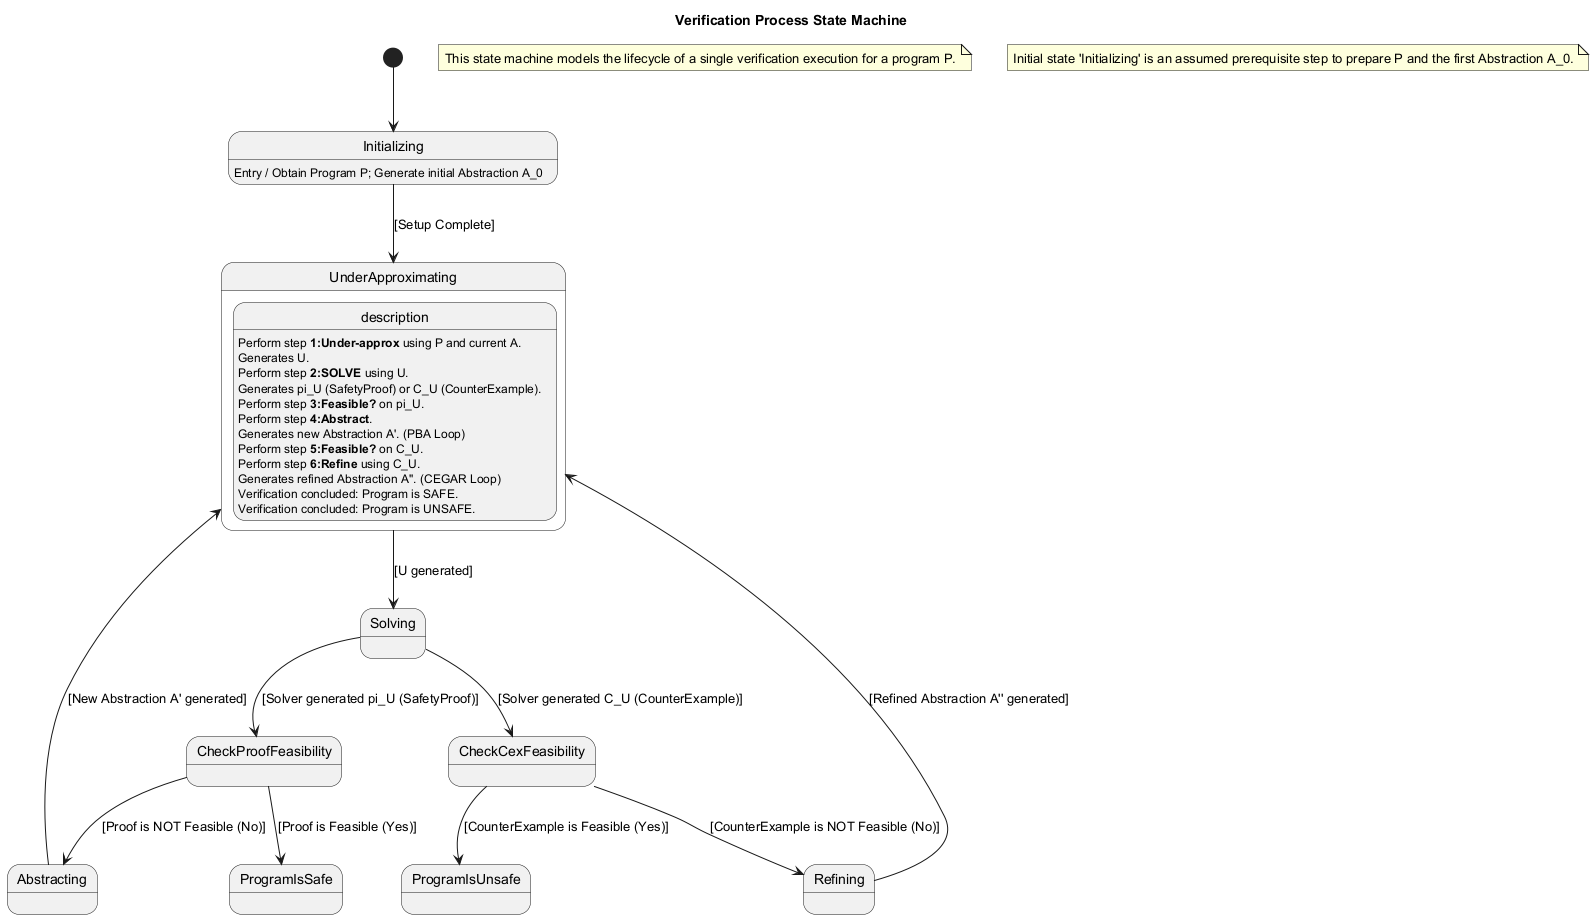 Verification Process State Machine
This state machine models the lifecycle of a single verification execution for a program P.
Initial state 'Initializing' is an assumed prerequisite step to prepare P and the first Abstraction A_0.
Initializing
Entry / Obtain Program P; Generate initial Abstraction A_0
[Setup Complete]
UnderApproximating
description
Perform step 1:Under-approx using P and current A.
Generates U.
Perform step 2:SOLVE using U.
Generates pi_U (SafetyProof) or C_U (CounterExample).
Perform step 3:Feasible? on pi_U.
Perform step 4:Abstract.
Generates new Abstraction A'. (PBA Loop)
Perform step 5:Feasible? on C_U.
Perform step 6:Refine using C_U.
Generates refined Abstraction A''. (CEGAR Loop)
Verification concluded: Program is SAFE.
Verification concluded: Program is UNSAFE.
[U generated]
Solving
[New Abstraction A' generated]
[Solver generated pi_U (SafetyProof)]
[Solver generated C_U (CounterExample)]
[Refined Abstraction A'' generated]
CheckProofFeasibility
CheckCexFeasibility
[Proof is NOT Feasible (No)]
[Proof is Feasible (Yes)]
[CounterExample is Feasible (Yes)]
[CounterExample is NOT Feasible (No)]
Abstracting
ProgramIsSafe
ProgramIsUnsafe
Refining